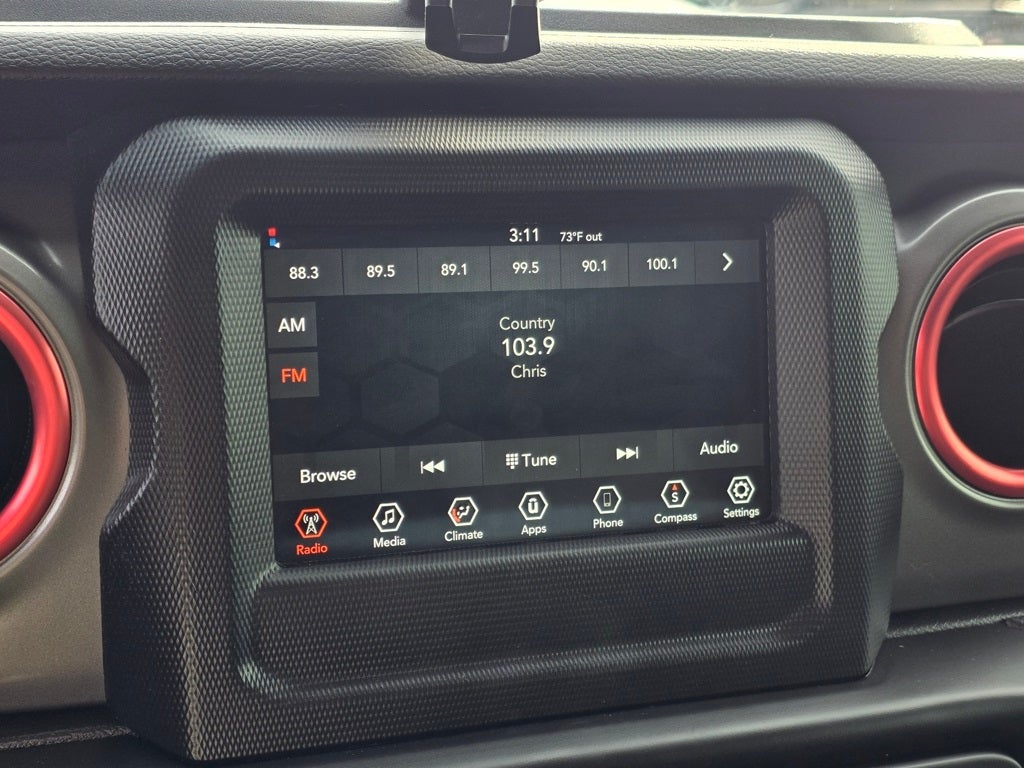 3:11 73°F out
88.3 89.5 89.1 99.5 90.1 100.1
AM
FM
Country
103.9
Chris
Browse Tune Audio
Radio Media Climate Apps Phone Compass Settings
S